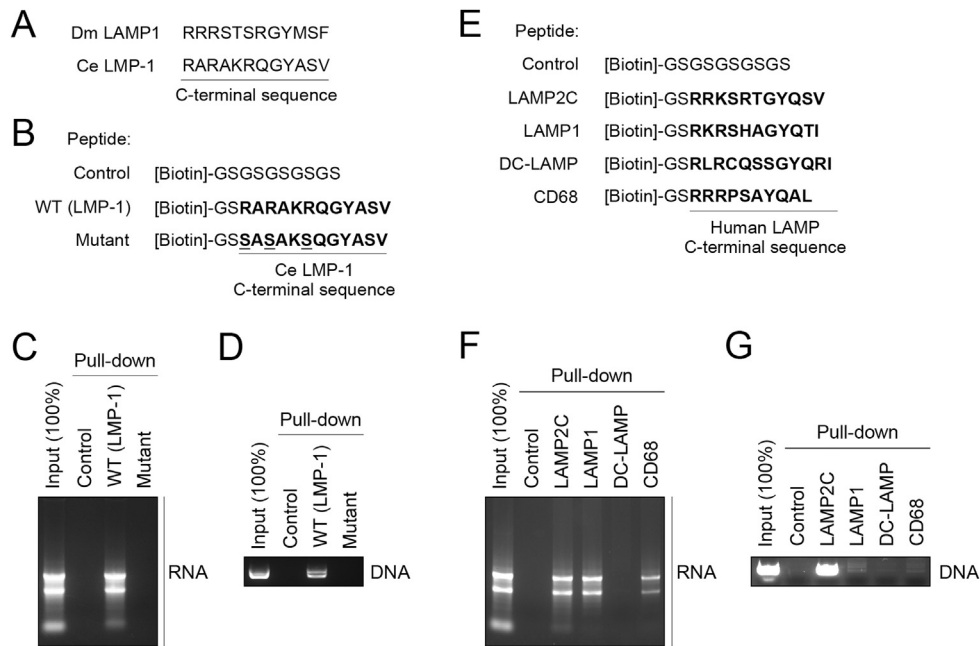 A
Dm LAMP1 RRRSTSRGYMSF
Ce LMP-1 RARAKRQGYASV
C-terminal sequence
B
Peptide:
Control [Biotin]-GSGSGSGSGS
WT (LMP-1) [Biotin]-GSRARAKRQGYASV
Mutant [Biotin]-GSSASAKSQGYASV
Ce LMP-1
C-terminal sequence
C
Pull-down
Input (100%)
Control
WT (LMP-1)
Mutant
RNA
D
Pull-down
Input (100%)
Control
WT (LMP-1)
Mutant
DNA
E
Peptide:
Control [Biotin]-GSGSGSGSGS
LAMP2C [Biotin]-GSRRKSRTGYQSV
LAMP1 [Biotin]-GSRKRSHAGYQTI
DC-LAMP [Biotin]-GSRLRCQSSGYQRI
CD68 [Biotin]-GSRRRPSAYQAL
Human LAMP
C-terminal sequence
F
Pull-down
Input (100%)
Control
LAMP2C
LAMP1
DC-LAMP
CD68
RNA
G
Pull-down
Input (100%)
Control
LAMP2C
LAMP1
DC-LAMP
CD68
DNA